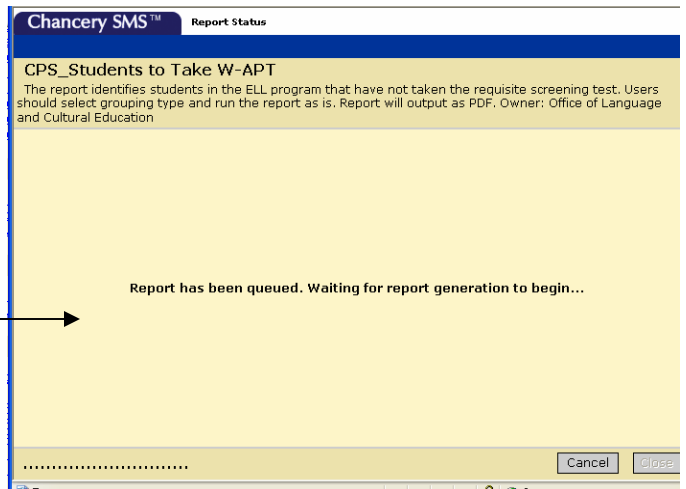 Chancery SMS™ Report Status
CPS_Students to Take W-APT
The report identifies students in the ELL program that have not taken the requisite screening test. Users
should select grouping type and run the report as is. Report will output as PDF. Owner: Office of Language
and Cultural Education
Report has been queued. Waiting for report generation to begin...
............................
Cancel Close